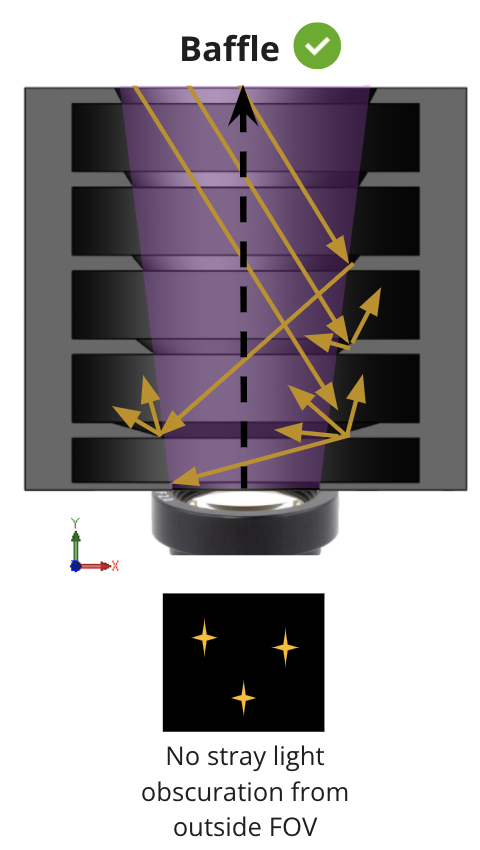 Baffle
Y
X
No stray light
obscuration from
outside FOV